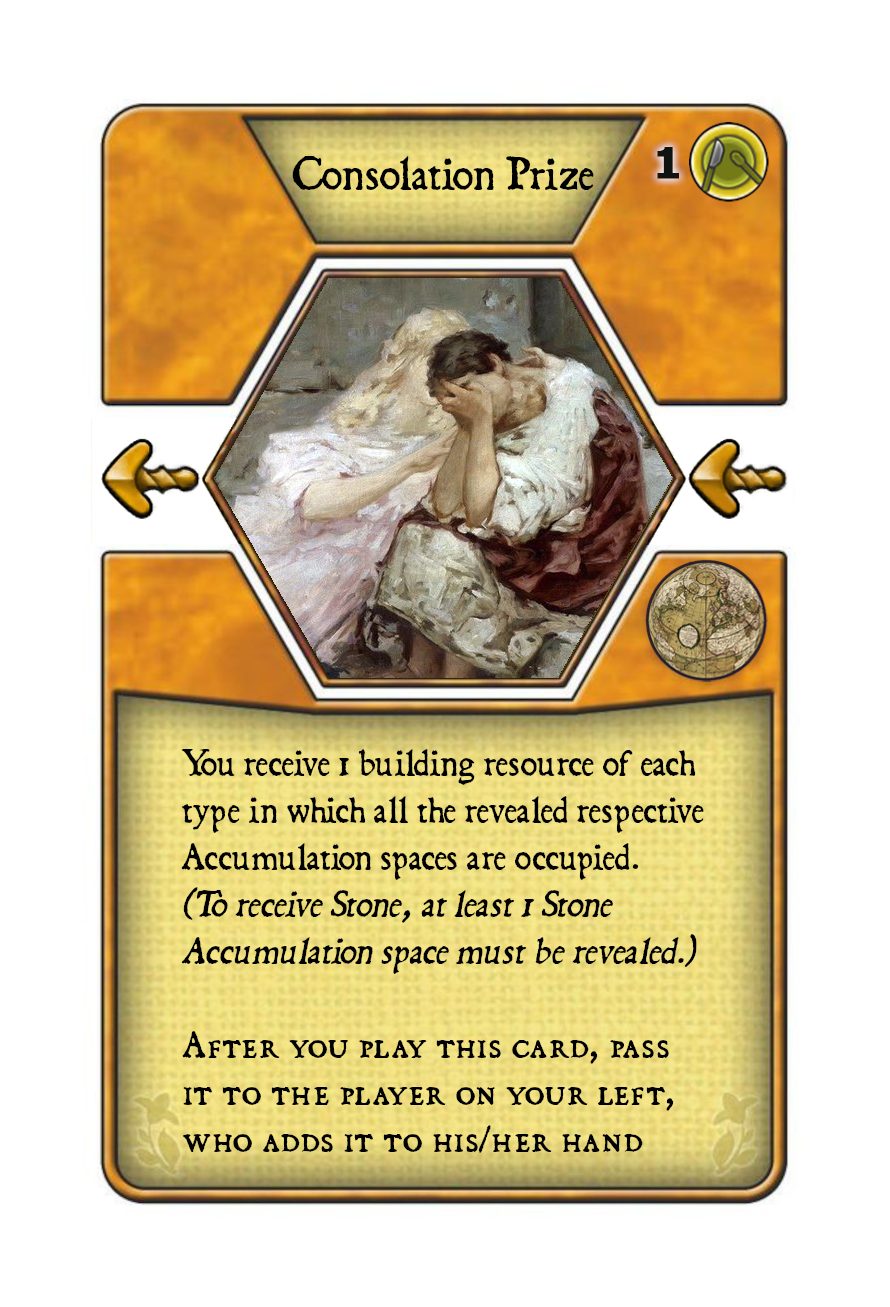 Consolation Prize
1
You receive 1 building resource of each
type in which all the revealed respective
Accumulation spaces are occupied.
(To receive Stone, at least 1 Stone
Accumulation space must be revealed.)
After you play this card, pass
it to the player on your left,
who adds it to his/her hand